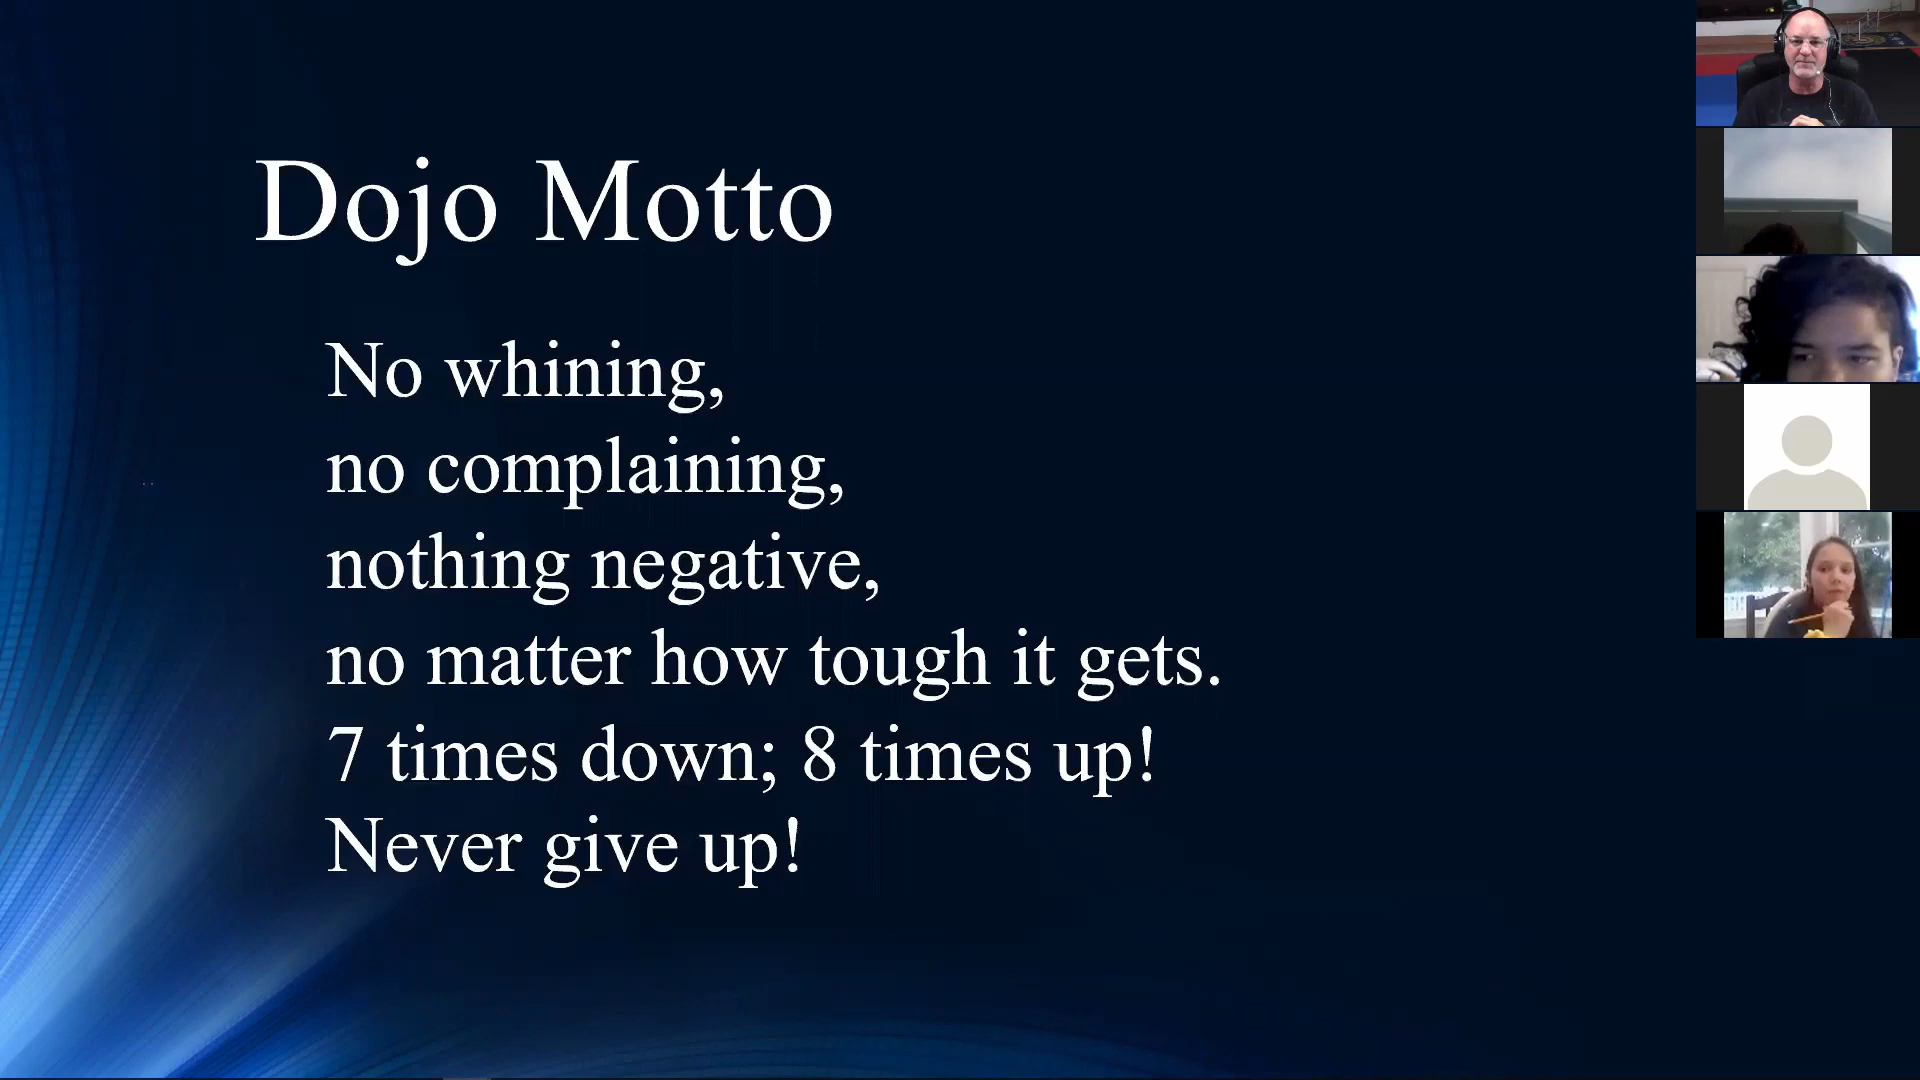 Dojo Motto
No whining,
no complaining,
nothing negative,
no matter how tough it gets.
7 times down; 8 times up!
Never give up!